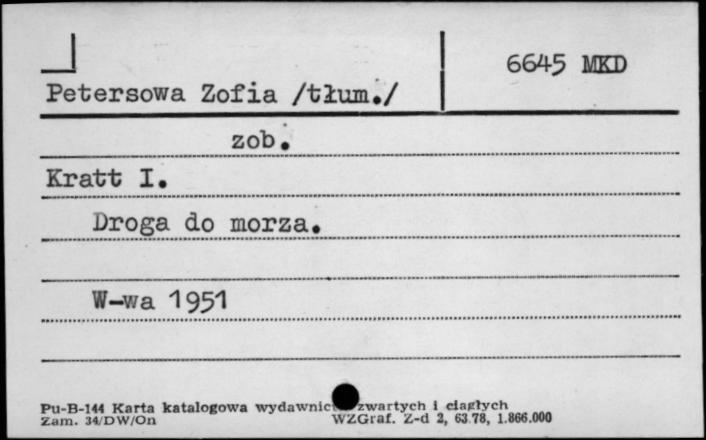 6645 MKD
Petersowa Zofia /tłum./
zob.
Kratt I.
Droga do morza.
W-wa 1951
Pu-B-144 Karta katalogowa zwartych i ciągłych
Zam. 34/DW/On WZGraf. Z-d 2, 63.78, 1.866.000